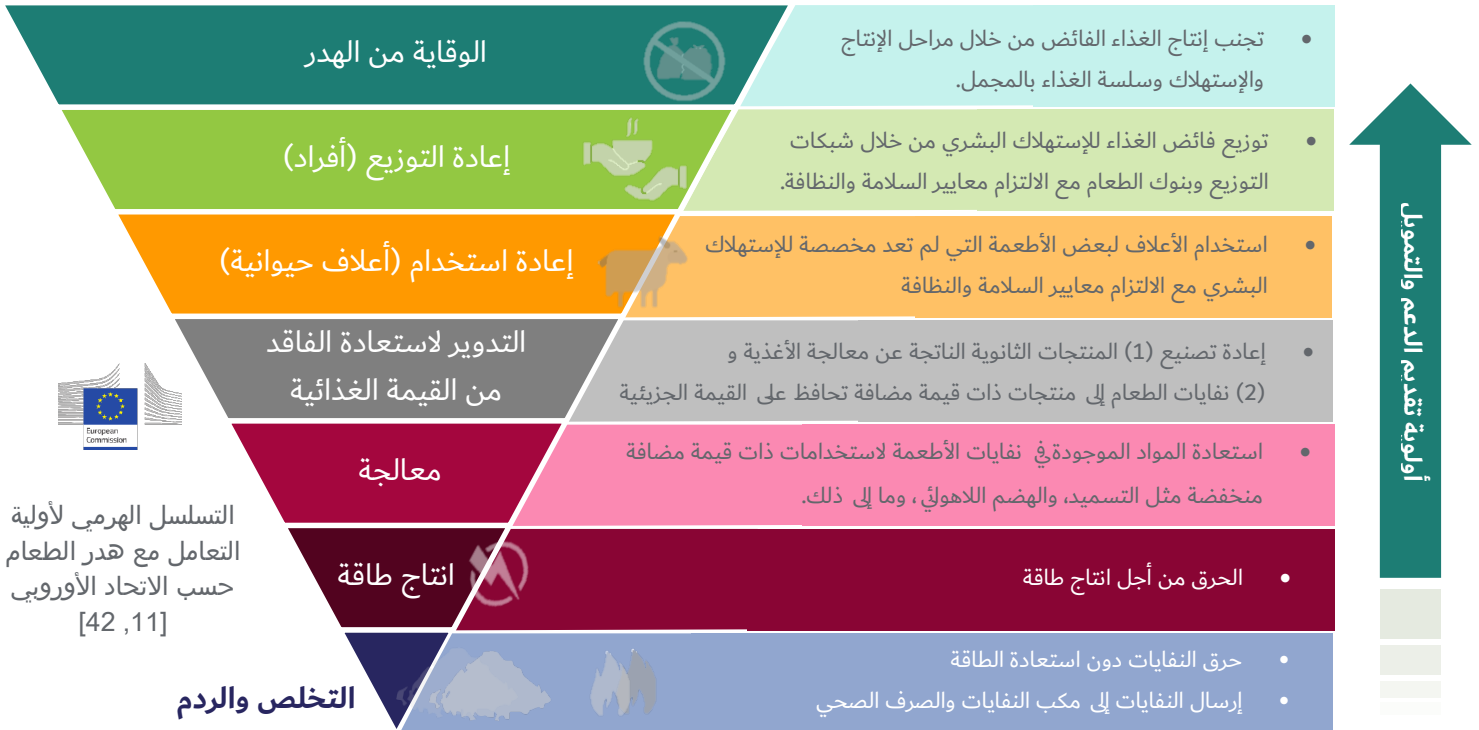 الوقاية من الهدر
• تجنب إنتاج الغذاء الفائض من خلال مراحل الإنتاج
والإستهلاك وسلسة الغذاء بالمجمل.
إعادة التوزيع (أفراد)
• توزيع فائض الغذاء للإستهلاك البشري من خلال شبكات
التوزيع وبنوك الطعام مع الالتزام معايير السلامة والنظافة.
إعادة استخدام (أعلاف حيوانية)
• استخدام الأعلاف لبعض الأطعمة التي لم تعد مخصصة للإستهلاك
البشري مع الالتزام معايير السلامة والنظافة
التدوير لاستعادة الفاقد
من القيمة الغذائية
• إعادة تصنيع (1) المنتجات الثانوية الناتجة عن معالجة الأغذية و
(2) نفايات الطعام إلى منتجات ذات قيمة مضافة تحافظ على القيمة الجزيئية
معالجة
• استعادة المواد الموجودة في نفايات الأطعمة لاستخدامات ذات قيمة مضافة
منخفضة مثل التسميد، والهضم اللاهوائي، وما إلى ذلك.
انتاج طاقة
• الحرق من أجل انتاج طاقة
التخلص والردم
• حرق النفايات دون استعادة الطاقة
• إرسال النفايات إلى مكب النفايات والصرف الصحي
أولوية تقديم الدعم والتمويل
European
Commission
التسلسل الهرمي لأولية
التعامل مع هدر الطعام
حسب الاتحاد الأوروبي
[11, 42]